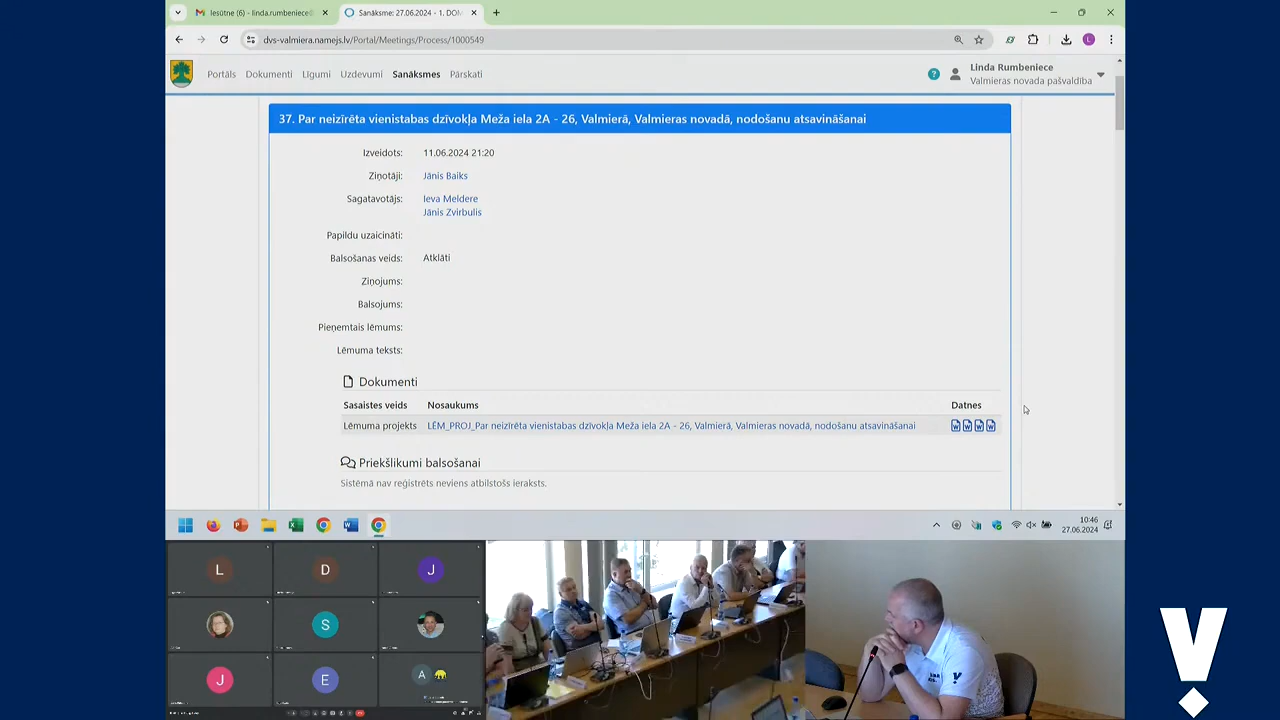 Iesūtne (6) - linda.rumbeniece@
Sanāksme: 27.06.2024 - 1. DOM
dvs-valmiera.namejs.lv/Portal/Meetings/Process/1000549
L
Portāls Dokumenti Līgumi Uzdevumi Sanāksmes Pārskati
?
Linda Rumbeniece
Valmieras novada pašvaldība
37. Par neizīrēta vienistabas dzīvokļa Meža iela 2A - 26, Valmierā, Valmieras novadā, nodošanu atsavināšanai
Izveidots: 11.06.2024 21:20
Ziņotāji: Jānis Baiks
Sagatavotājs: Ieva Meldere
Jānis Zvirbulis
Papildu uzaicināti:
Balsošanas veids: Atklāti
Ziņojums:
Balsojums:
Pieņemtais lēmums:
Lēmuma teksts:
Dokumenti
Sasaistes veids Nosaukums Datnes
Lēmuma projekts LĒM_PROJ_Par neizīrēta vienistabas dzīvokļa Meža iela 2A - 26, Valmierā, Valmieras novadā, nodošanu atsavināšanai
Priekšlikumi balsošanai
Sistēmā nav reģistrēts neviens atbilstošs ieraksts.
10:46
27.06.2024
L D J
S
J E A